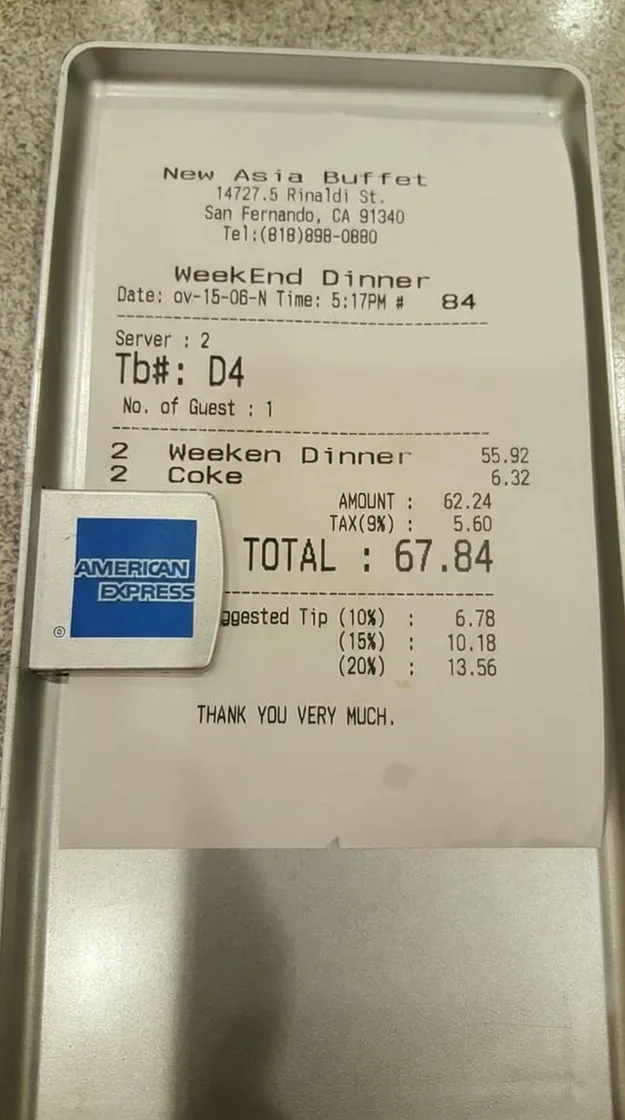 New Asia Buffet
14727.5 Rinaldi St.
San Fernando, CA 91340
Tel:(818)898-0880
WeekEnd Dinner
Date: ov-15-06-N Time: 5:17PM # 84
Server : 2
Tb#: D4
No. of Guest : 1
2 Weeken Dinner 55.92
2 Coke 6.32
AMOUNT : 62.24
TAX(9%) : 5.60
TOTAL : 67.84
AMERICAN
EXPRESS
©
ggested Tip (10%) : 6.78
(15%) : 10.18
(20%) : 13.56
THANK YOU VERY MUCH.